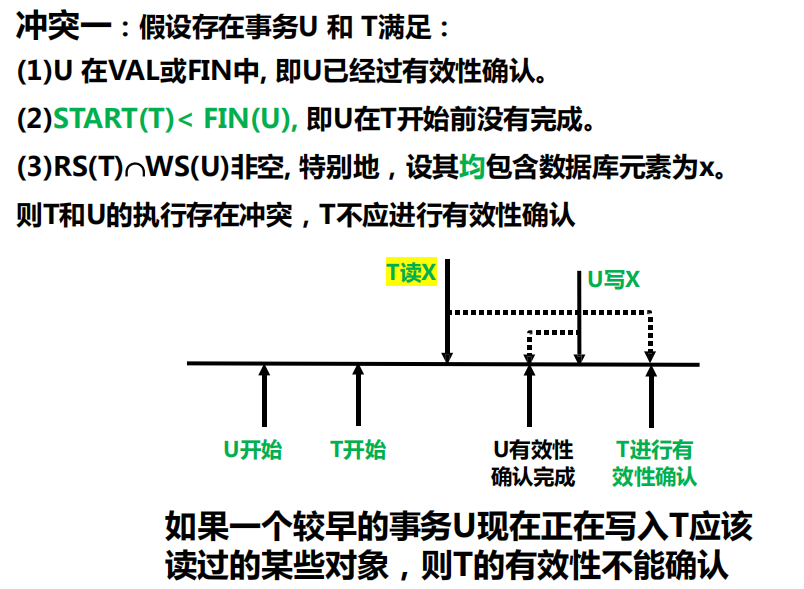 冲突一：假设存在事务U 和 T满足：
(1)U 在VAL或FIN中, 即U已经过有效性确认。
(2)START(T)< FIN(U), 即U在T开始前没有完成。
(3)RS(T)∩WS(U)非空, 特别地，设其均包含数据库元素为x。
则T和U的执行存在冲突，T不应进行有效性确认
T读X
U写X
U开始
T开始
U有效性
确认完成
T进行有
效性确认
如果一个较早的事务U现在正在写入T应该
读过的某些对象，则T的有效性不能确认